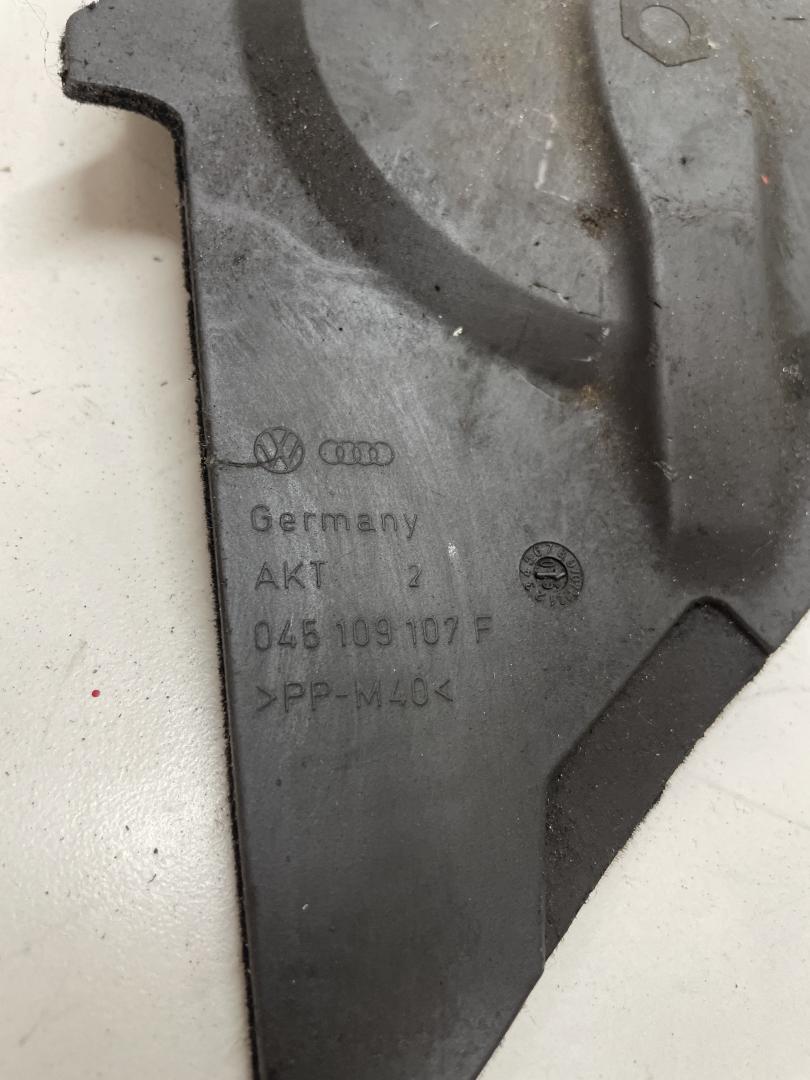 Germany
AKT 2
045 109 107 F
>PP-M40<